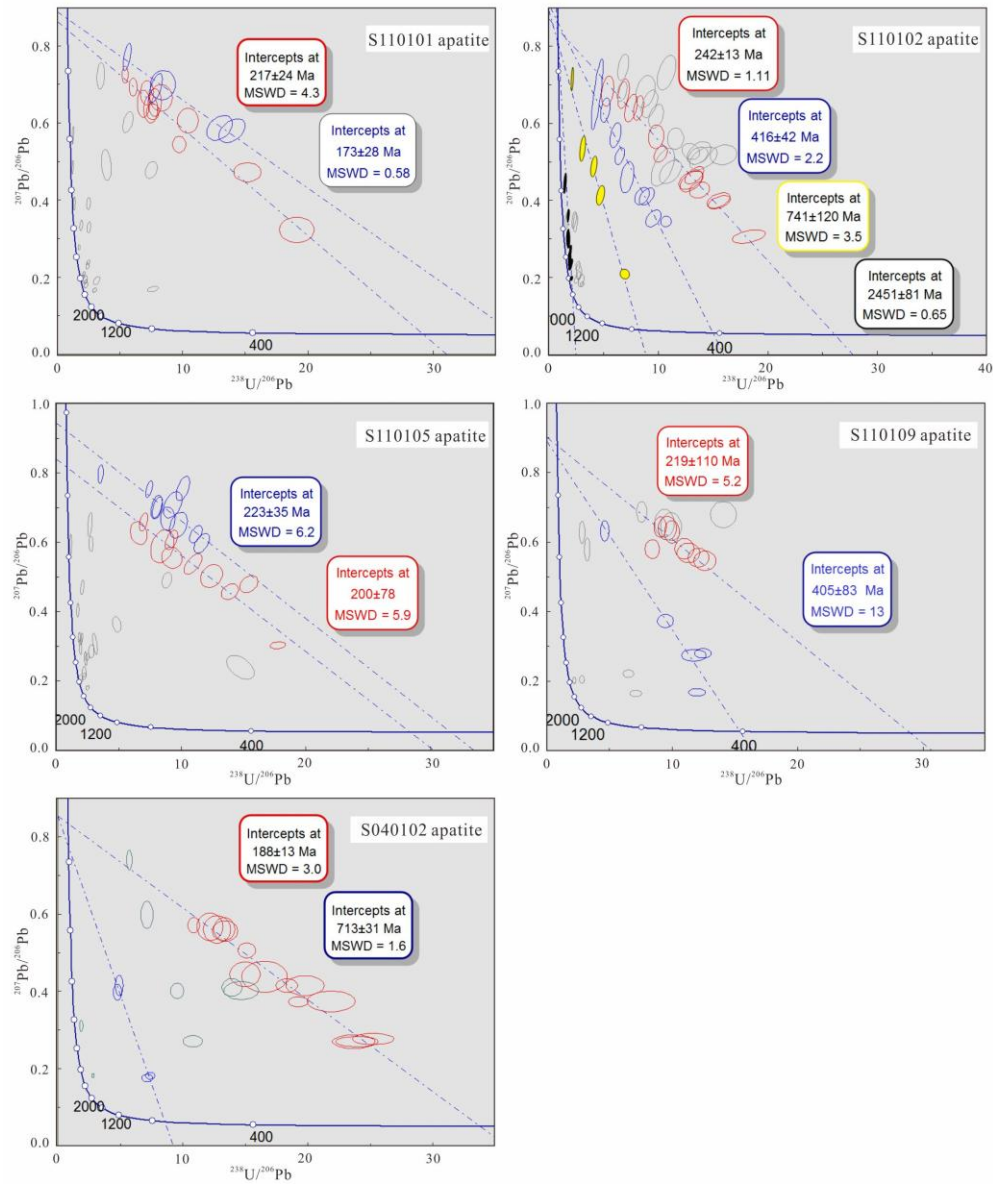 S110101 apatite
Intercepts at
217±24 Ma
MSWD = 4.3
Intercepts at
173±28 Ma
MSWD = 0.58
0.8
0.6
0.4
0.2
0.0
2000
1200
400
0
10
20
30
²⁰⁷Pb/²⁰⁶Pb
²³⁸U/²⁰⁶Pb
S110102 apatite
Intercepts at
242±13 Ma
MSWD = 1.11
Intercepts at
416±42 Ma
MSWD = 2.2
Intercepts at
741±120 Ma
MSWD = 3.5
Intercepts at
2451±81 Ma
MSWD = 0.65
0.8
0.6
0.4
0.2
0.0
000
1200
400
0
10
20
30
40
²⁰⁷Pb/²⁰⁶Pb
²³⁸U/²⁰⁶Pb
S110105 apatite
Intercepts at
223±35 Ma
MSWD = 6.2
Intercepts at
200±78
MSWD = 5.9
1.0
0.8
0.6
0.4
0.2
0.0
2000
1200
400
0
10
20
30
²⁰⁷Pb/²⁰⁶Pb
²³⁸U/²⁰⁶Pb
S110109 apatite
Intercepts at
219±110 Ma
MSWD = 5.2
Intercepts at
405±83 Ma
MSWD = 13
1.0
0.8
0.6
0.4
0.2
0.0
2000
1200
400
0
10
20
30
²⁰⁷Pb/²⁰⁶Pb
²³⁸U/²⁰⁶Pb
S040102 apatite
Intercepts at
188±13 Ma
MSWD = 3.0
Intercepts at
713±31 Ma
MSWD = 1.6
0.8
0.6
0.4
0.2
0.0
2000
1200
400
0
10
20
30
²⁰⁷Pb/²⁰⁶Pb
²³⁸U/²⁰⁶Pb